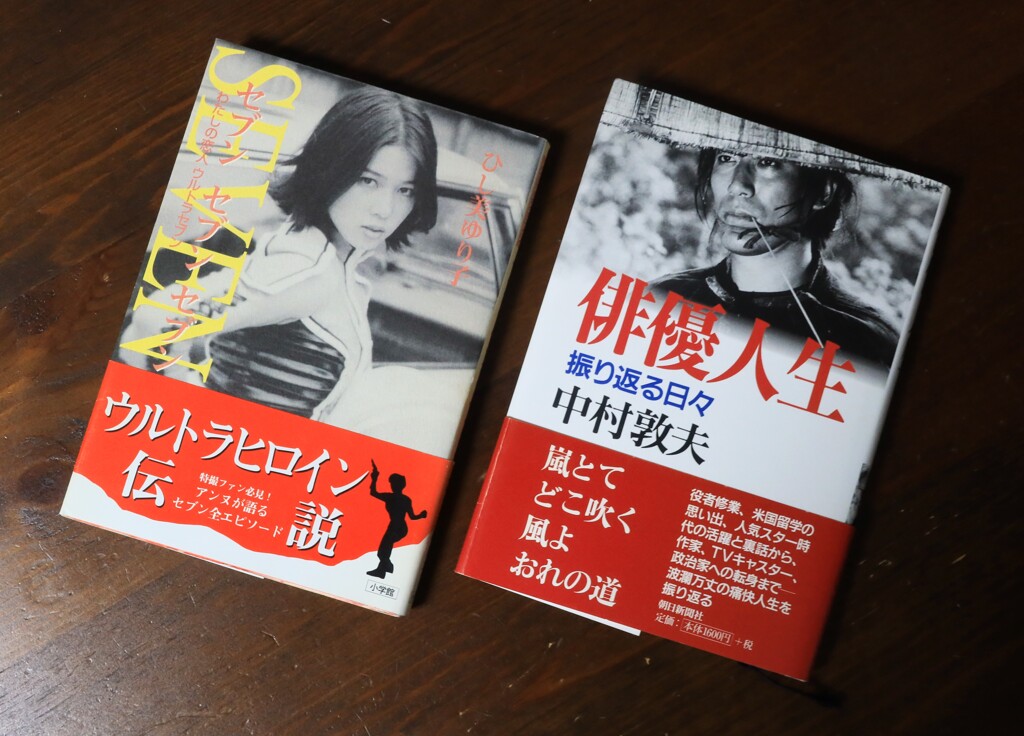 SEVEN
セブン セブン セブン
わたしの恋人 ウルトラセブン
ひし美ゆり子
ウルトラヒロイン
伝説
特撮ファン必見!
アンヌが語る
セブン全エピソード
小学館
俳優人生
振り返る日々
中村敦夫
嵐とて
どこ吹く
風よ
おれの道
役者修業、米国留学の
思い出、人気スター時
代の活躍と裏話から、
作家、TVキャスター、
政治家への転身まで―
波瀾万丈の痛快人生を
振り返る
朝日新聞社
定価:本体1600円+税